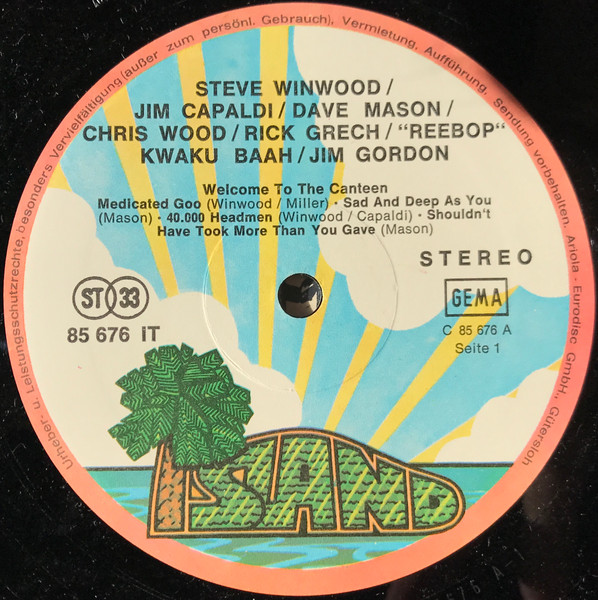 Urheber- u. Leistungsschutzrechte, besonders Vervielfältigung (außer zum persönl. Gebrauch), Vermietung, Aufführung, Sendung vorbehalten. Ariola - Eurodisc GmbH., Gütersloh
STEVE WINWOOD /
JIM CAPALDI / DAVE MASON /
CHRIS WOOD / RICK GRECH / "REEBOP"
KWAKU BAAH / JIM GORDON
Welcome To The Canteen
Medicated Goo (Winwood / Miller) · Sad And Deep As You
(Mason) · 40.000 Headmen (Winwood / Capaldi) · Shouldn't
Have Took More Than You Gave (Mason)
STEREO
ST 33
GEMA
85 676 IT
C 85 676 A
Seite 1
ISLAND